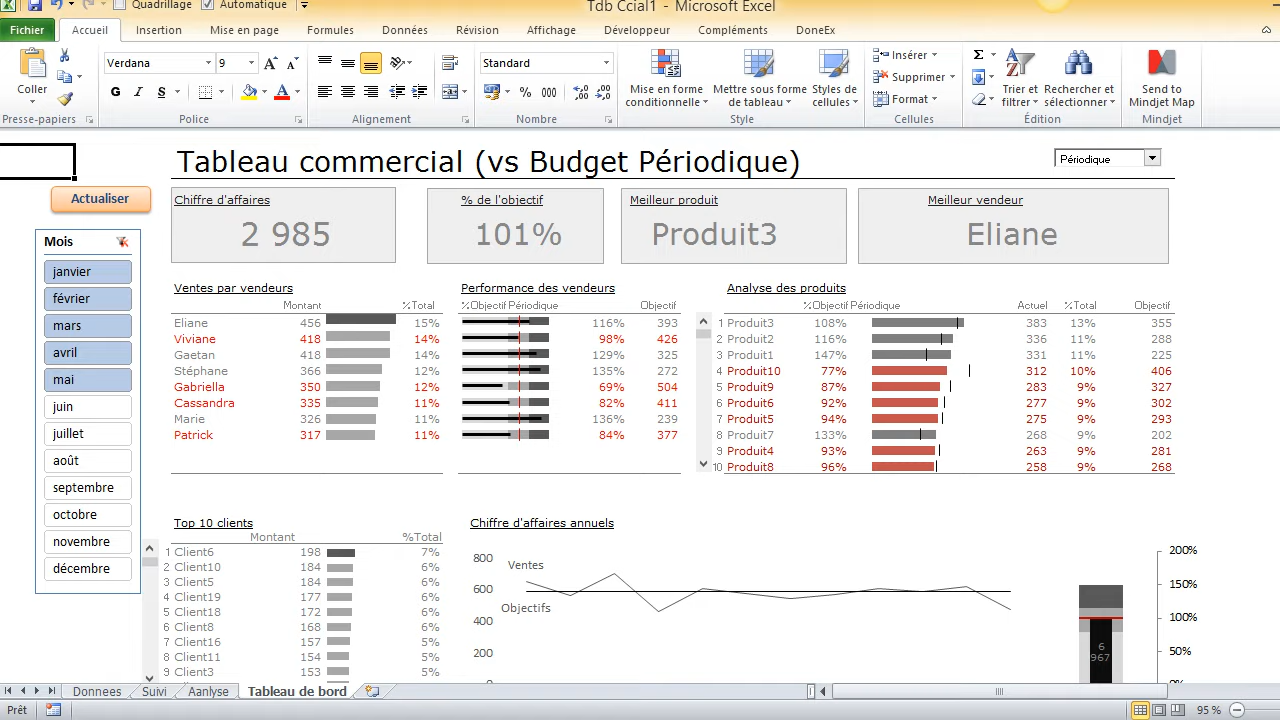 Quadrillage Automatique
Tdb Ccial1 - Microsoft Excel
Fichier Accueil Insertion Mise en page Formules Données Révision Affichage Développeur Compléments DoneEx
Coller
Verdana 9
G I S
Standard
% 000
Mise en forme conditionnelle
Mettre sous forme de tableau
Styles de cellules
Insérer
Supprimer
Format
Trier et filtrer
Rechercher et sélectionner
Send to Mindjet Map
Presse-papiers Police Alignement Nombre Style Cellules Édition Mindjet
Tableau commercial (vs Budget Périodique)
Périodique
Actualiser
Chiffre d'affaires
2 985
% de l'objectif
101%
Meilleur produit
Produit3
Meilleur vendeur
Eliane
Mois
janvier
février
mars
avril
mai
juin
juillet
août
septembre
octobre
novembre
décembre
Ventes par vendeurs
Montant %Total
Eliane 456 15%
Viviane 418 14%
Gaetan 418 14%
Stéphane 366 12%
Gabriella 350 12%
Cassandra 335 11%
Marie 326 11%
Patrick 317 11%
Performance des vendeurs
%Objectif Périodique Objectif
116% 393
98% 426
129% 325
135% 272
69% 504
82% 411
136% 239
84% 377
Analyse des produits
%Objectif Périodique Actuel %Total Objectif
1 Produit3 108% 383 13% 355
2 Produit2 116% 336 11% 288
3 Produit1 147% 331 11% 225
4 Produit10 77% 312 10% 406
5 Produit9 87% 283 9% 327
6 Produit6 92% 277 9% 302
7 Produit5 94% 275 9% 293
8 Produit7 133% 268 9% 202
9 Produit4 93% 263 9% 281
10 Produit8 96% 258 9% 268
Top 10 clients
Montant %Total
1 Client6 198 7%
2 Client10 184 6%
3 Client5 184 6%
4 Client19 177 6%
5 Client18 172 6%
6 Client8 168 6%
7 Client16 157 5%
8 Client11 154 5%
9 Client3 153 5%
Chiffre d'affaires annuels
800
600
400
200
Ventes
Objectifs
200%
150%
100%
50%
0%
6 967
Donnees Suivi Aanlyse Tableau de bord
Prêt
95 %